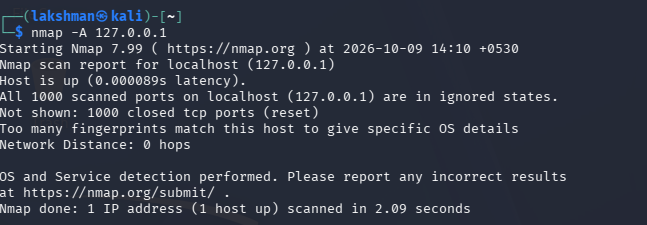 ┌──(lakshman㉿kali)-[~]
└─$ nmap -A 127.0.0.1
Starting Nmap 7.99 ( https://nmap.org ) at 2026-10-09 14:10 +0530
Nmap scan report for localhost (127.0.0.1)
Host is up (0.000089s latency).
All 1000 scanned ports on localhost (127.0.0.1) are in ignored states.
Not shown: 1000 closed tcp ports (reset)
Too many fingerprints match this host to give specific OS details
Network Distance: 0 hops

OS and Service detection performed. Please report any incorrect results
at https://nmap.org/submit/ .
Nmap done: 1 IP address (1 host up) scanned in 2.09 seconds